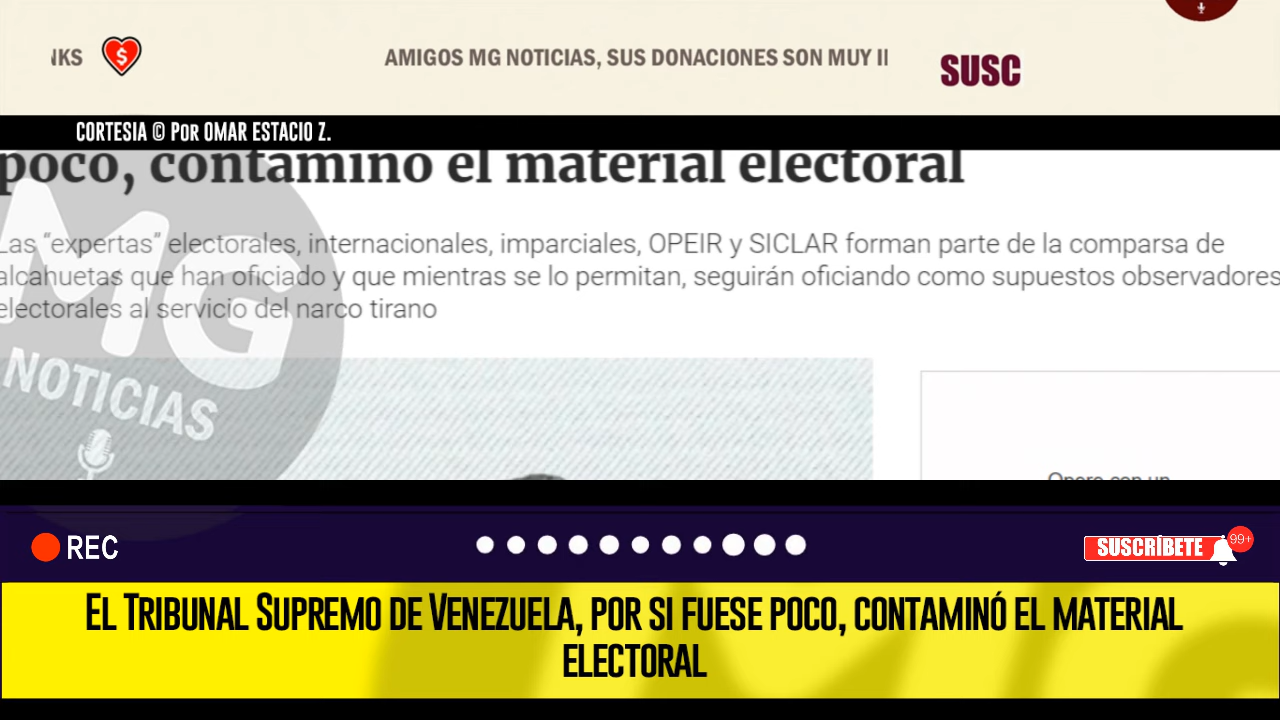 NKS
AMIGOS MG NOTICIAS, SUS DONACIONES SON MUY
SUSC
CORTESIA © POR OMAR ESTACIO Z.
poco, contaminó el material electoral
Las “expertas” electorales, internacionales, imparciales, OPEIR y SICLAR forman parte de la comparsa de
alcahuetas que han oficiado y que mientras se lo permitan, seguirán oficiando como supuestos observadores
electorales al servicio del narco tirano
MG
NOTICIAS
REC
SUSCRÍBETE
99+
EL TRIBUNAL SUPREMO DE VENEZUELA, POR SI FUESE POCO, CONTAMINÓ EL MATERIAL
ELECTORAL